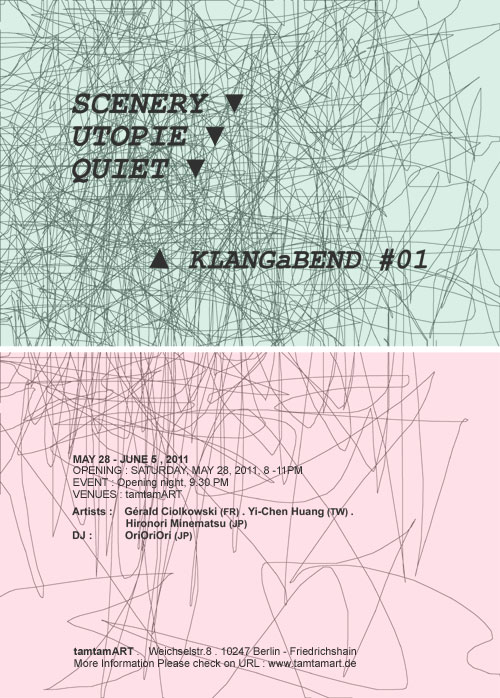 SCENERY ▼
UTOPIE ▼
QUIET ▼
▲ KLANGaBEND #01
MAY 28 - JUNE 5 , 2011
OPENING : SATURDAY, MAY 28, 2011, 8 -11PM
EVENT : Opening night, 9.30 PM
VENUES : tamtamART
Artists : Gérald Ciolkowski (FR) . Yi-Chen Huang (TW) .
Hironori Minematsu (JP)
DJ : OriOriOri (JP)
tamtamART Weichselstr.8 . 10247 Berlin - Friedrichshain
More Information Please check on URL : www.tamtamart.de